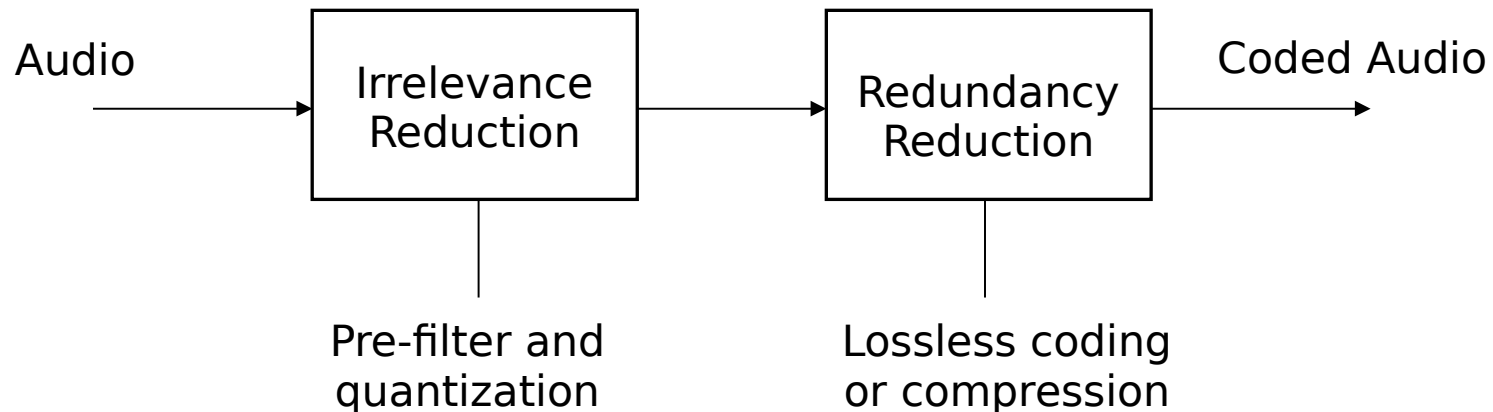 Audio
Irrelevance
Reduction
Redundancy
Reduction
Coded Audio
Pre-filter and
quantization
Lossless coding
or compression